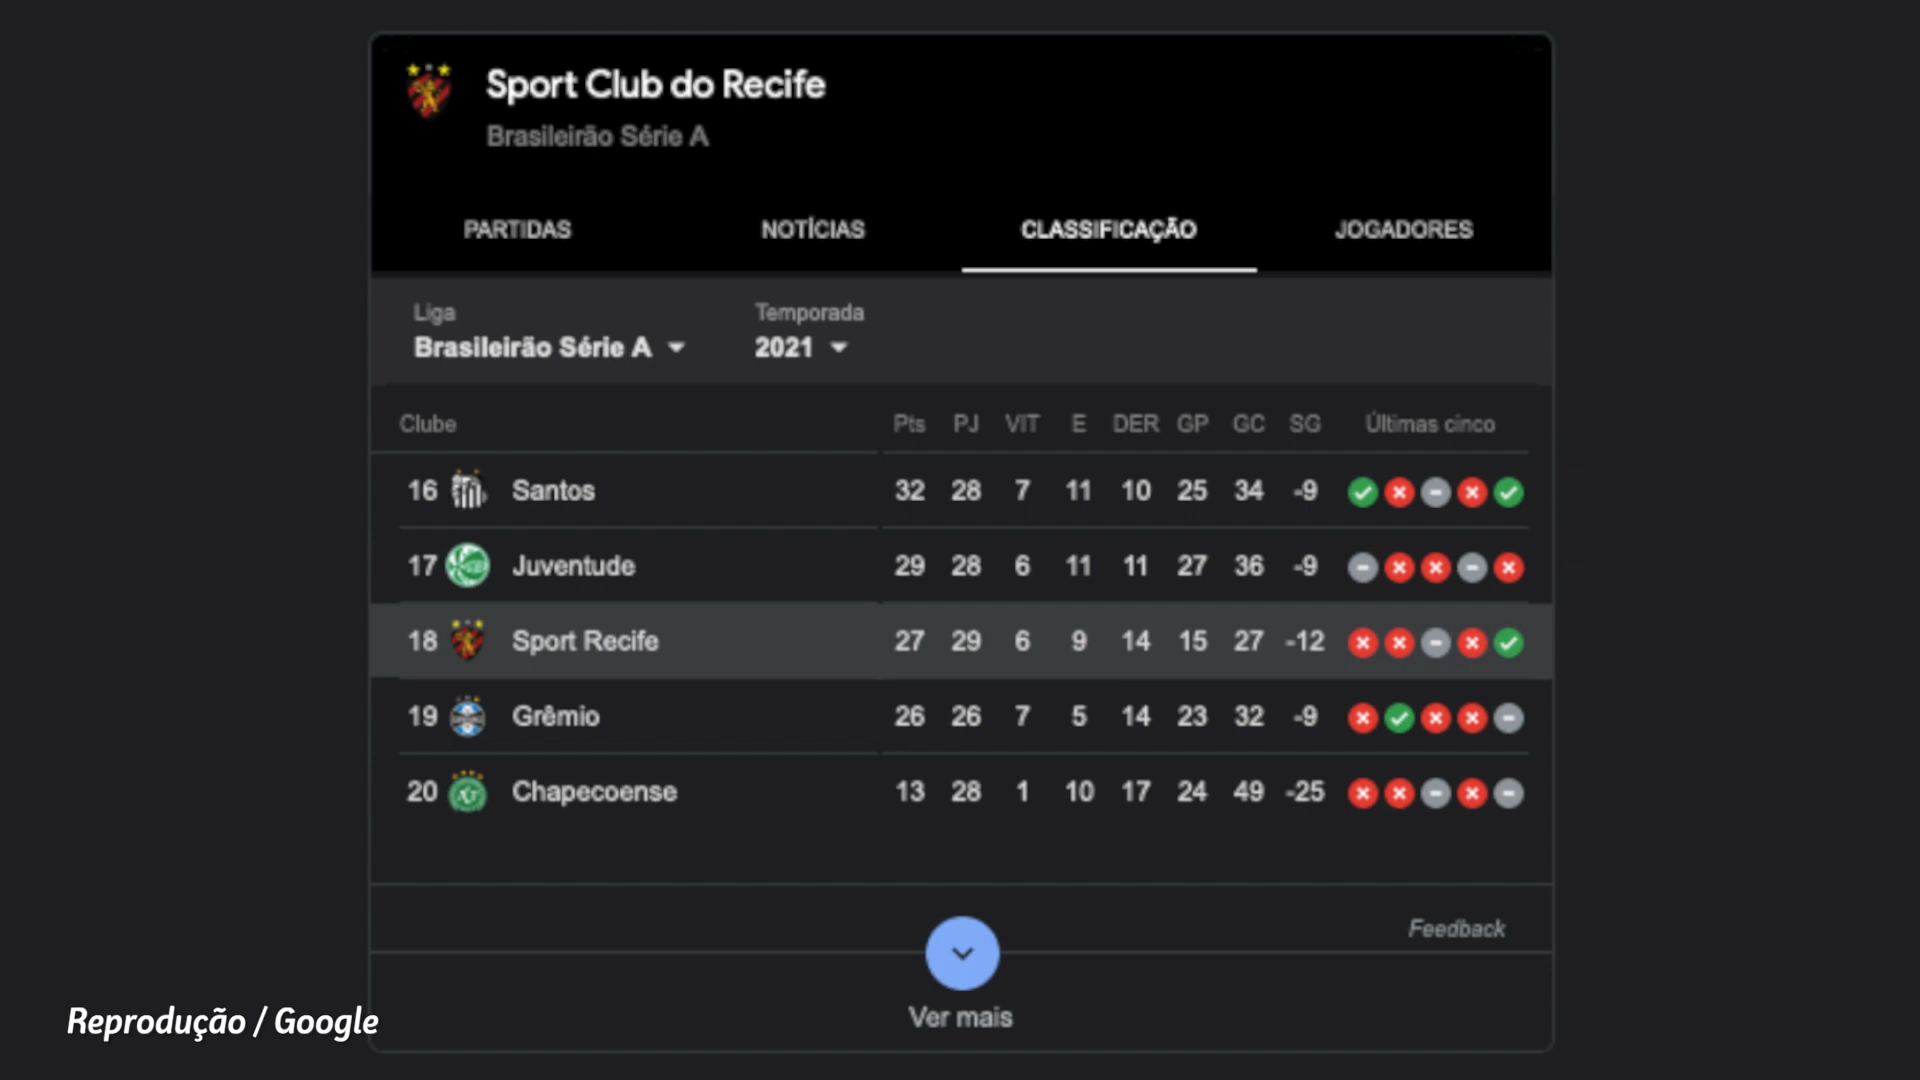 Sport Club do Recife
Brasileirão Série A
PARTIDAS NOTÍCIAS CLASSIFICAÇÃO JOGADORES
Liga Temporada
Brasileirão Série A 2021
Clube Pts PJ VIT E DER GP GC SG Últimas cinco
16 Santos 32 28 7 11 10 25 34 -9
17 Juventude 29 28 6 11 11 27 36 -9
18 Sport Recife 27 29 6 9 14 15 27 -12
19 Grêmio 26 26 7 5 14 23 32 -9
20 Chapecoense 13 28 1 10 17 24 49 -25
Feedback
Ver mais
Reprodução / Google